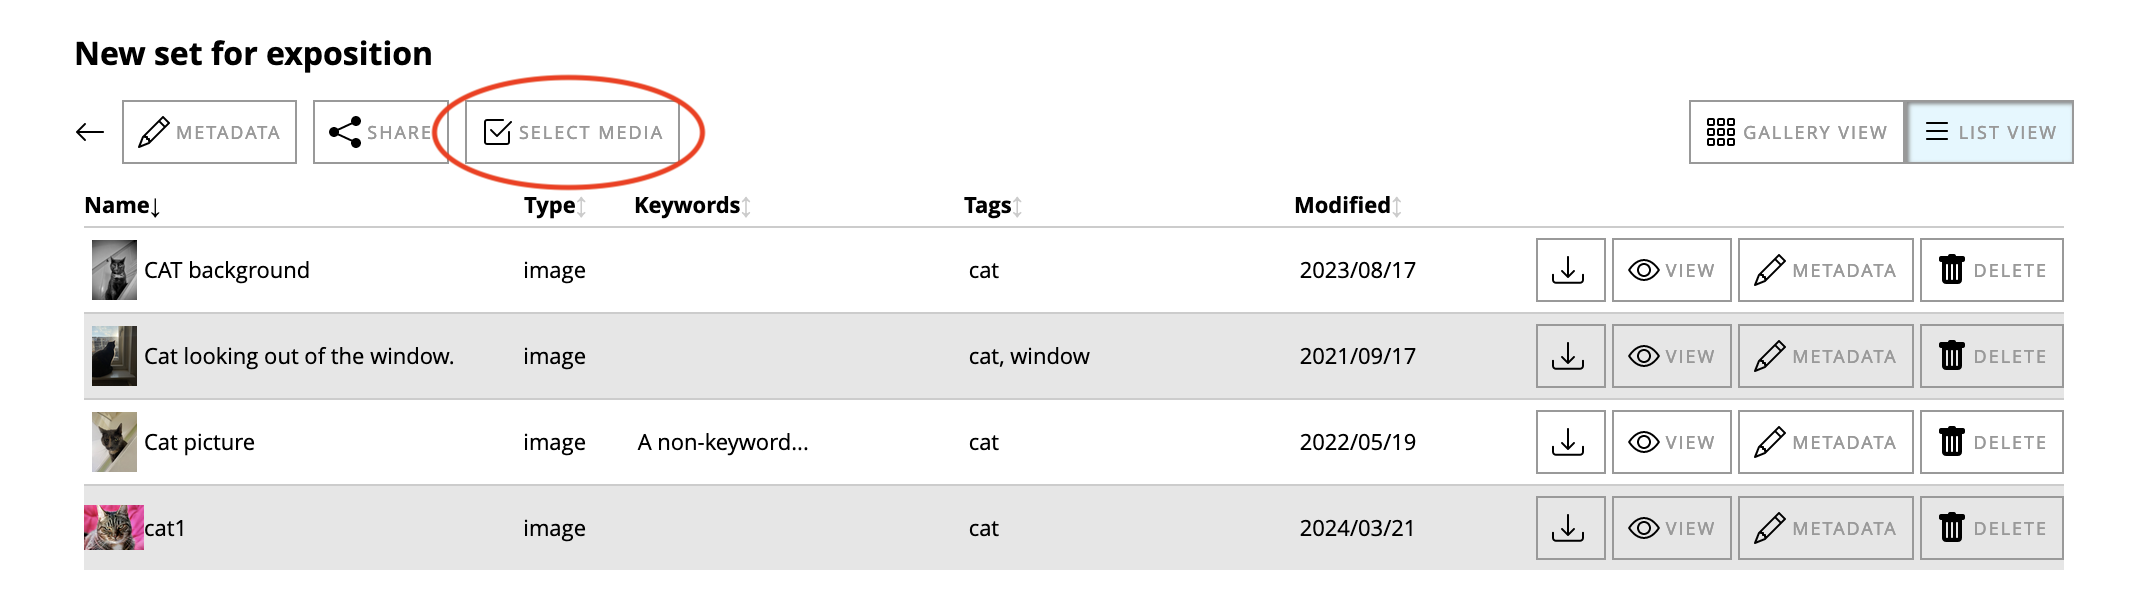 New set for exposition
METADATA SHARE SELECT MEDIA GALLERY VIEW LIST VIEW
Name Type Keywords Tags Modified
CAT background image cat 2023/08/17 VIEW METADATA DELETE
Cat looking out of the window. image cat, window 2021/09/17 VIEW METADATA DELETE
Cat picture image A non-keyword... cat 2022/05/19 VIEW METADATA DELETE
cat1 image cat 2024/03/21 VIEW METADATA DELETE